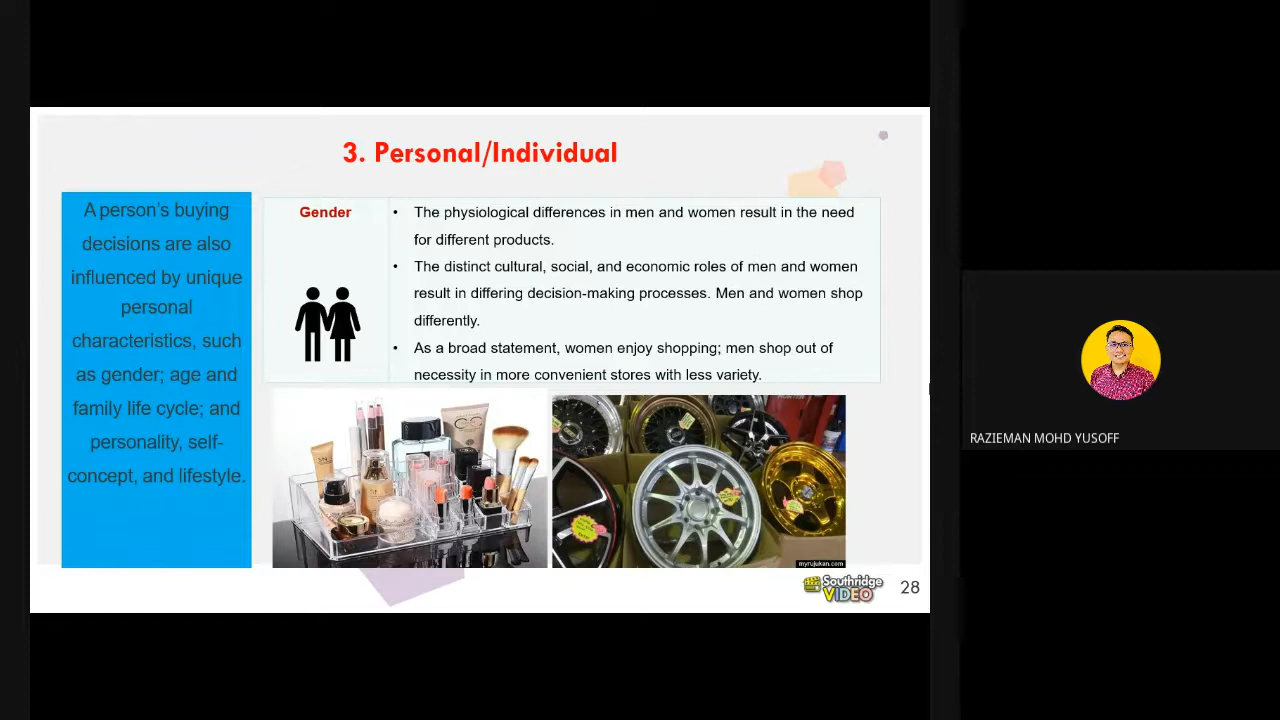 3. Personal/Individual
A person's buying
decisions are also
influenced by unique
personal
characteristics, such
as gender; age and
family life cycle; and
personality, self-
concept, and lifestyle.
Gender
• The physiological differences in men and women result in the need
for different products.
• The distinct cultural, social, and economic roles of men and women
result in differing decision-making processes. Men and women shop
differently.
• As a broad statement, women enjoy shopping; men shop out of
necessity in more convenient stores with less variety.
CC
myrujukan.com
Southridge
VIDEO
28
RAZIEMAN MOHD YUSOFF